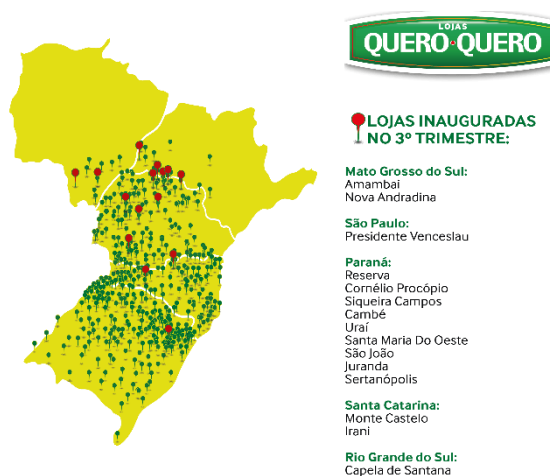 LOJAS
QUERO-QUERO
LOJAS INAUGURADAS
NO 3º TRIMESTRE:
Mato Grosso do Sul:
Amambai
Nova Andradina
São Paulo:
Presidente Venceslau
Paraná:
Reserva
Cornélio Procópio
Siqueira Campos
Cambé
Uraí
Santa Maria Do Oeste
São João
Juranda
Sertanópolis
Santa Catarina:
Monte Castelo
Irani
Rio Grande do Sul:
Capela de Santana